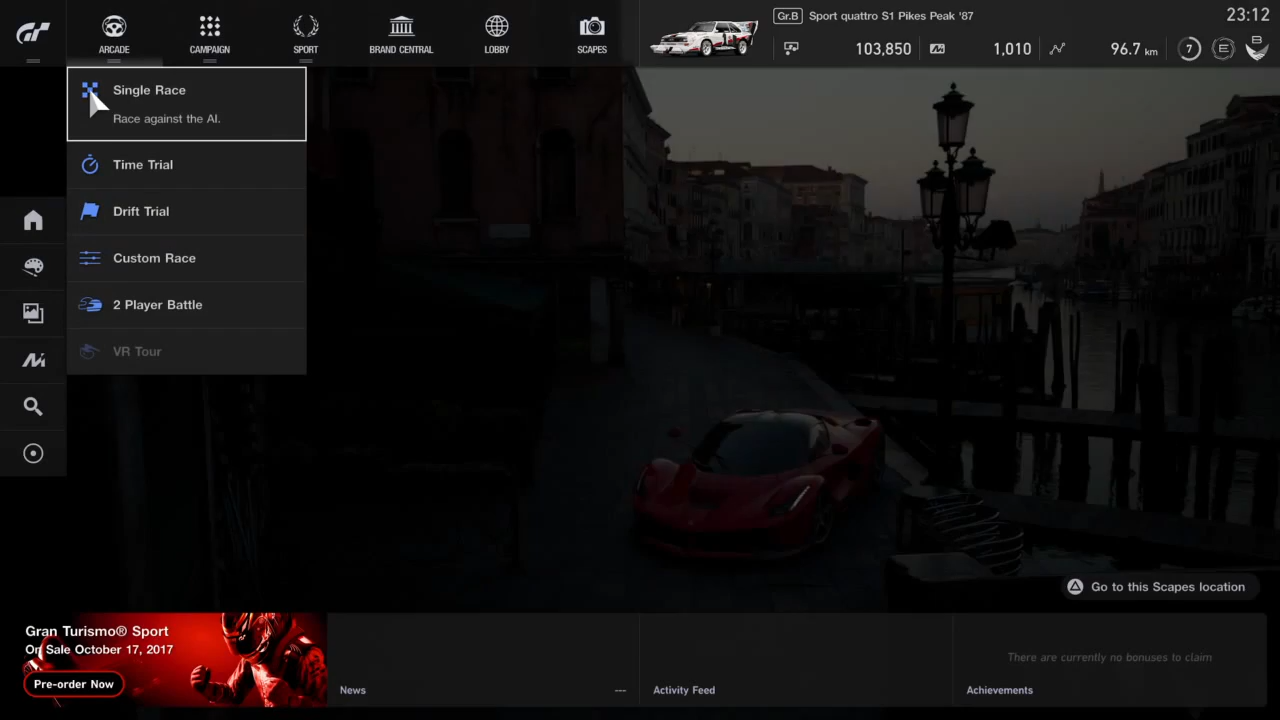 ARCADE
CAMPAIGN
SPORT
BRAND CENTRAL
LOBBY
SCAPES
Gr.B Sport quattro S1 Pikes Peak '87
103,850
1,010
96.7 km
7
E
B
23:12
Single Race
Race against the AI.
Time Trial
Drift Trial
Custom Race
2 Player Battle
VR Tour
Go to this Scapes location
Gran Turismo® Sport
On Sale October 17, 2017
Pre-order Now
News ---
Activity Feed
There are currently no bonuses to claim
Achievements